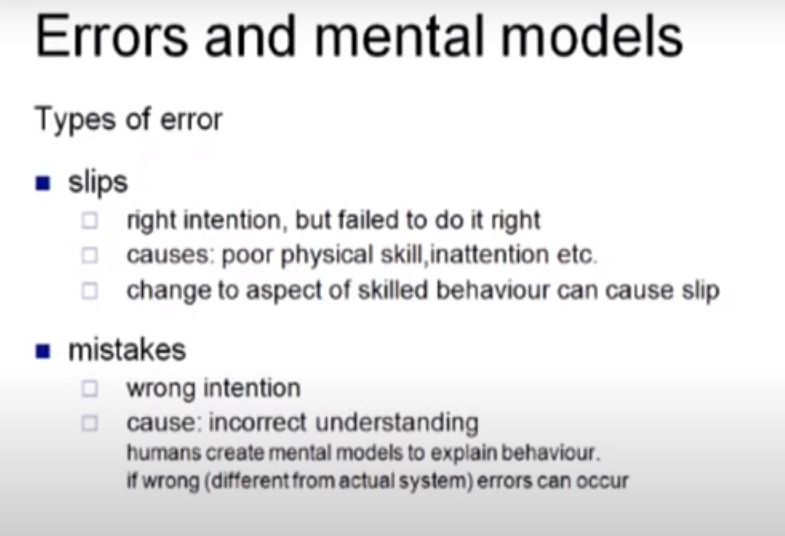 Errors and mental models
Types of error
slips
right intention, but failed to do it right
causes: poor physical skill,inattention etc.
change to aspect of skilled behaviour can cause slip
mistakes
wrong intention
cause: incorrect understanding
humans create mental models to explain behaviour.
if wrong (different from actual system) errors can occur